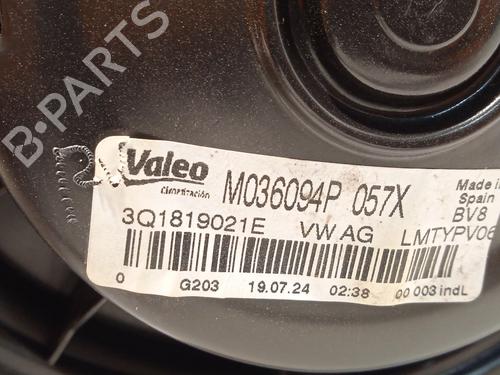 B-PARTS
Valeo M036094P 057X Made in
Climatización Spain
3Q1819021E VW AG LMTYPV06 BV8
0 G203 19.07.24 02:38 00 003 indL